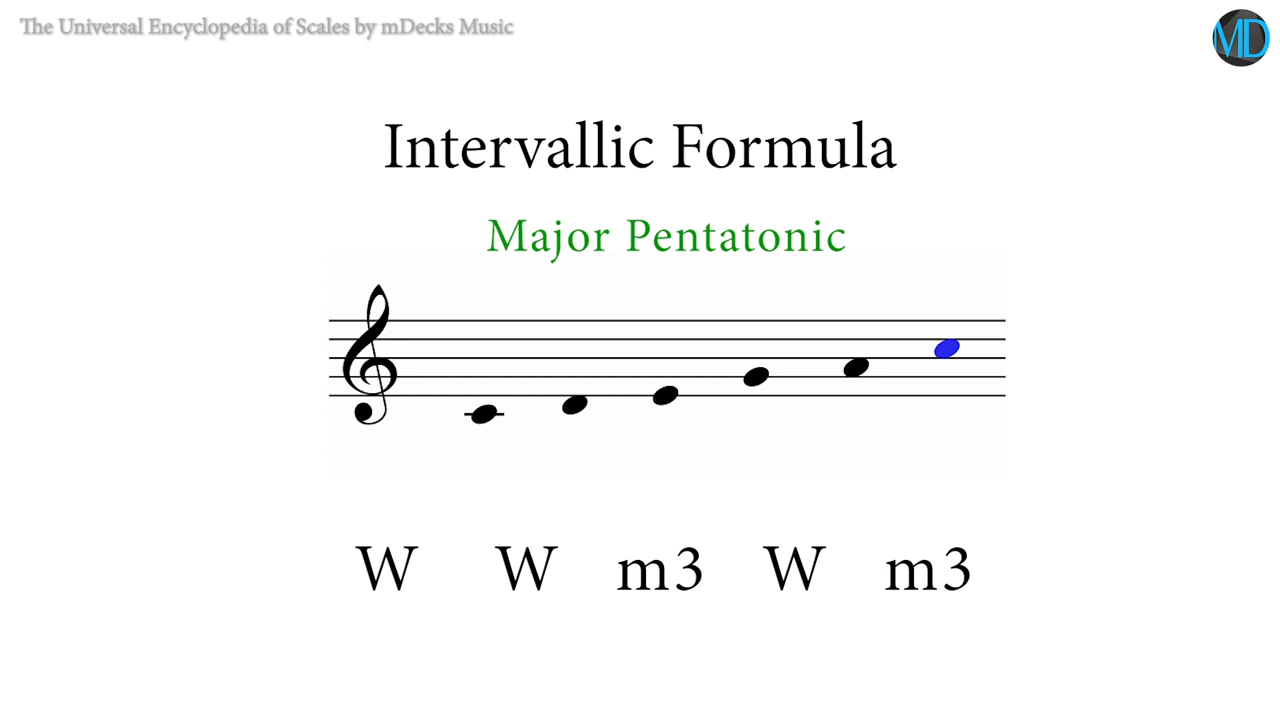 The Universal Encyclopedia of Scales by mDecks Music
MD
Intervallic Formula
Major Pentatonic
W W m3 W m3